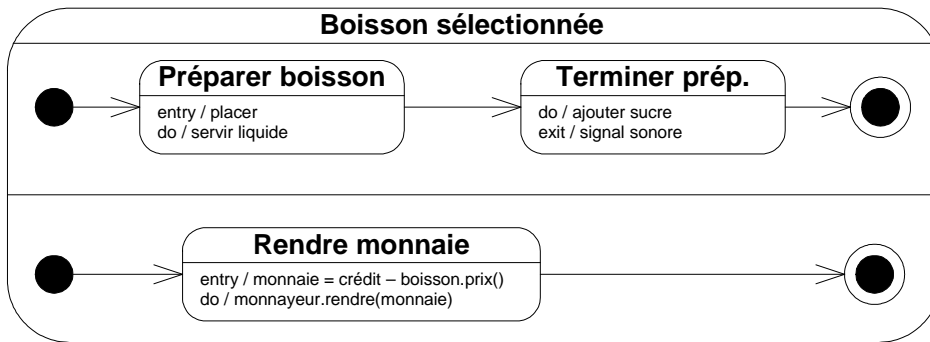 Boisson sélectionnée
Préparer boisson
entry / placer
do / servir liquide
Terminer prép.
do / ajouter sucre
exit / signal sonore
Rendre monnaie
entry / monnaie = crédit – boisson.prix()
do / monnayeur.rendre(monnaie)